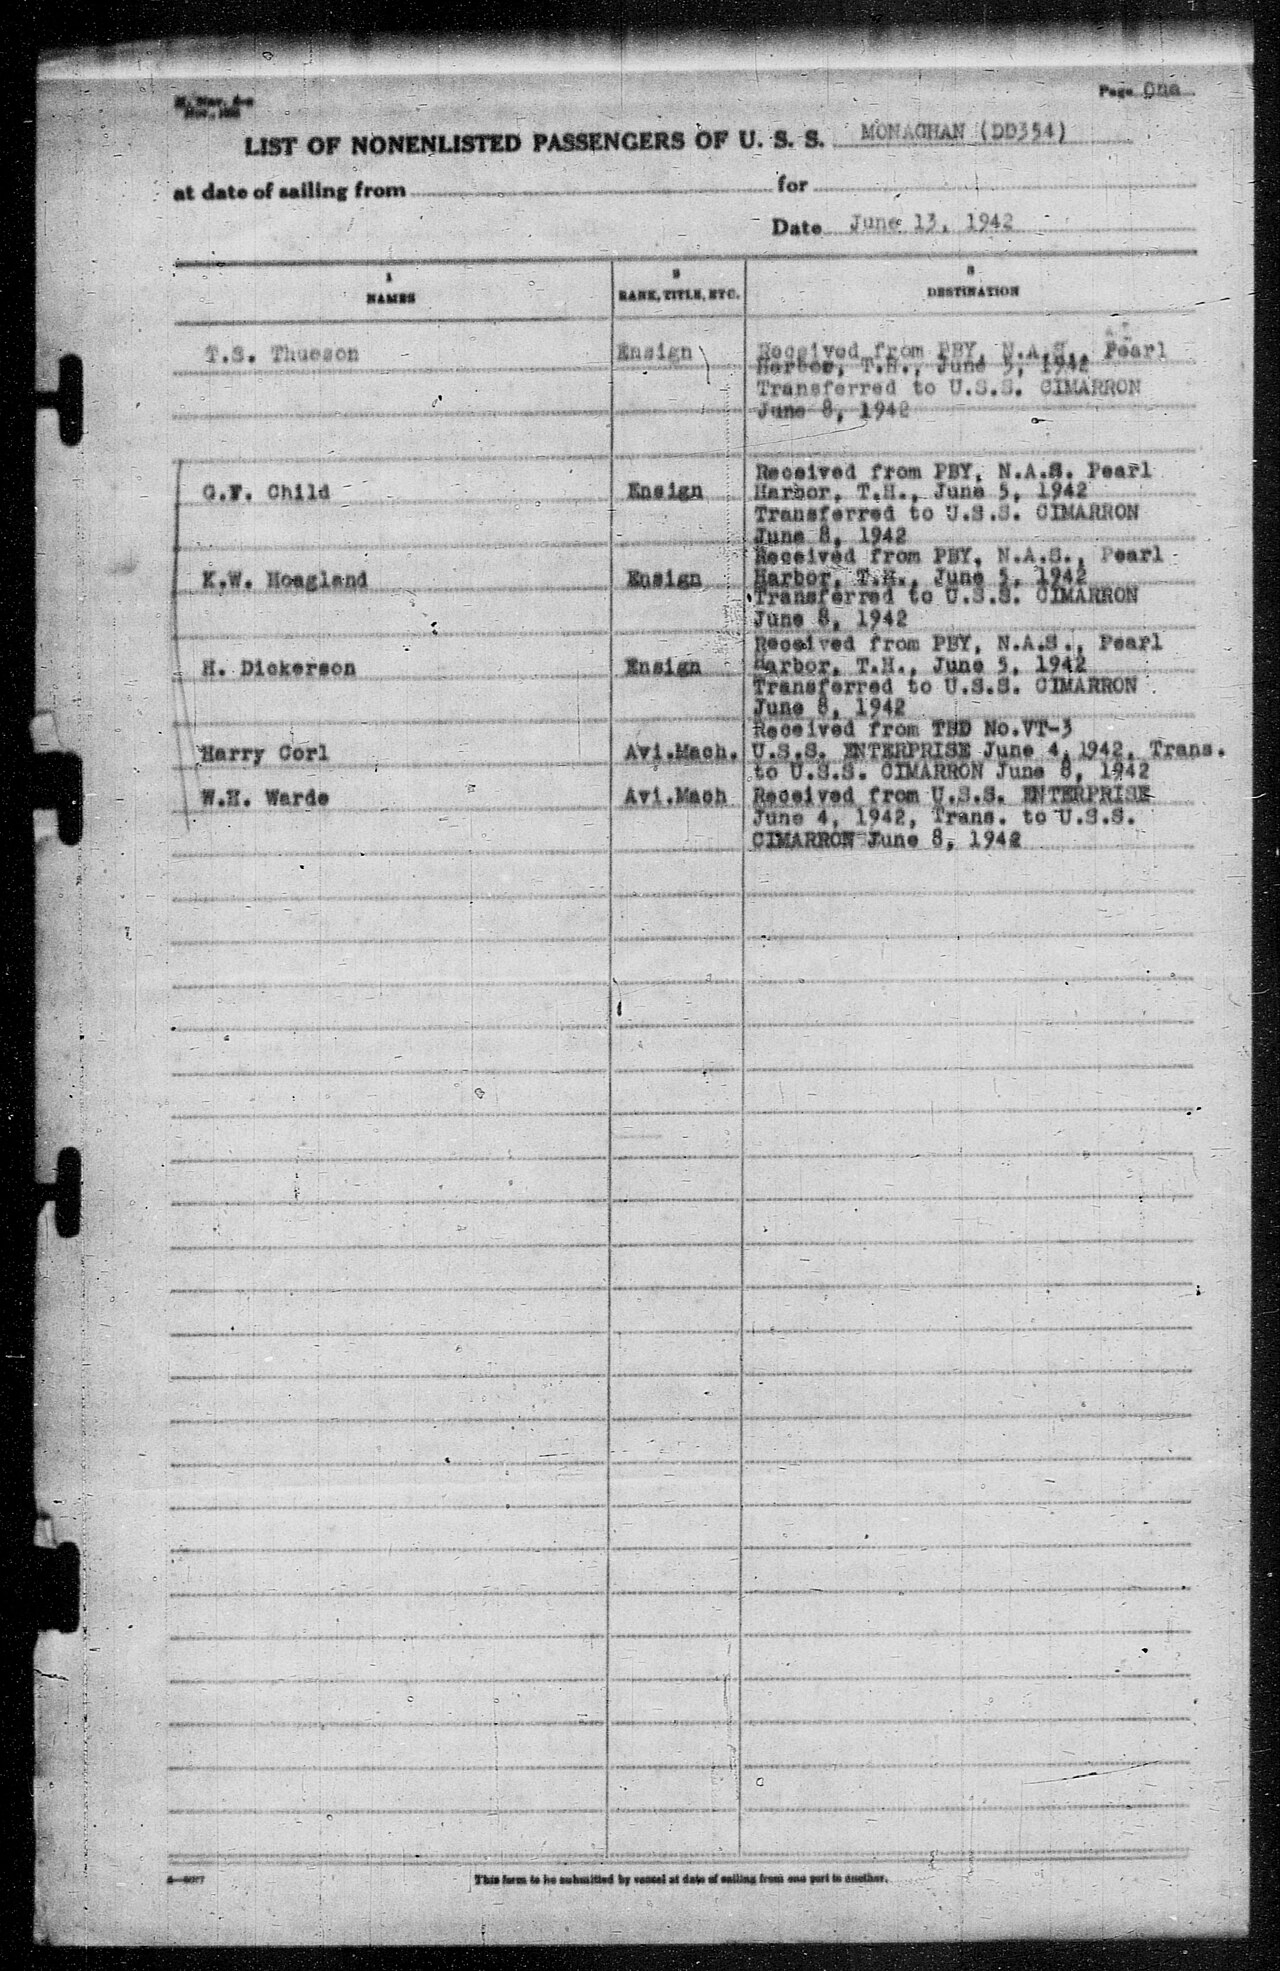 Page One
LIST OF NONENLISTED PASSENGERS OF U. S. S. MONAGHAN (DD354)
at date of sailing from for
Date June 13, 1942
1 2 3
NAMES RANK, TITLE, ETC. DESTINATION
T.S. Thueson Ensign Received from PBY, N.A.S., Pearl
Harbor, T.H., June 5, 1942
Transferred to U.S.S. CIMARRON
June 8, 1942
Received from PBY, N.A.S. Pearl
G.F. Child Ensign Harbor, T.H., June 5, 1942
Transferred to U.S.S. CIMARRON
June 8, 1942
Received from PBY, N.A.S., Pearl
K.W. Hoagland Ensign Harbor, T.H., June 5, 1942
Transferred to U.S.S. CIMARRON
June 8, 1942
Received from PBY, N.A.S., Pearl
H. Dickerson Ensign Harbor, T.H., June 5, 1942
Transferred to U.S.S. CIMARRON
June 8, 1942
Received from TBD No.VT-3
Harry Corl Avi.Mach. U.S.S. ENTERPRISE June 4, 1942, Trans.
to U.S.S. CIMARRON June 8, 1942
W.H. Warde Avi.Mach Received from U.S.S. ENTERPRISE
June 4, 1942, Trans. to U.S.S.
CIMARRON June 8, 1942
This form to be submitted by vessel at date of sailing from one port to another.